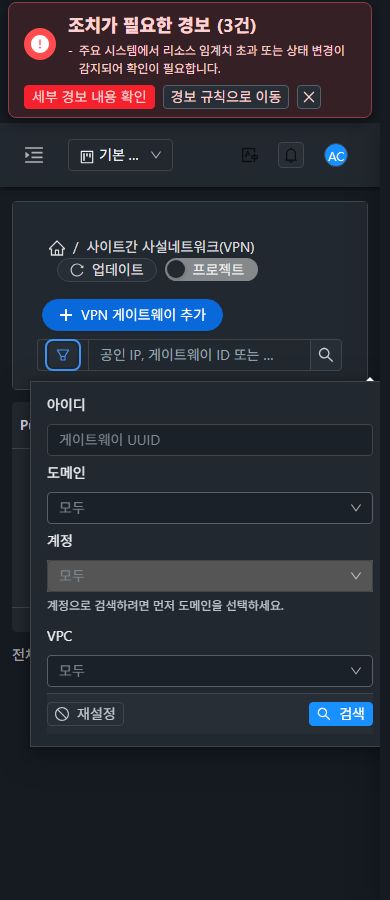 조치가 필요한 경보 (3건)
- 주요 시스템에서 리소스 임계치 초과 또는 상태 변경이
감지되어 확인이 필요합니다.
세부 경보 내용 확인 경보 규칙으로 이동
기본 ...
AC
/ 사이트간 사설네트워크(VPN)
업데이트 프로젝트
+ VPN 게이트웨이 추가
공인 IP, 게이트웨이 ID 또는 ...
아이디
게이트웨이 UUID
도메인
모두
계정
모두
계정으로 검색하려면 먼저 도메인을 선택하세요.
VPC
모두
재설정 검색